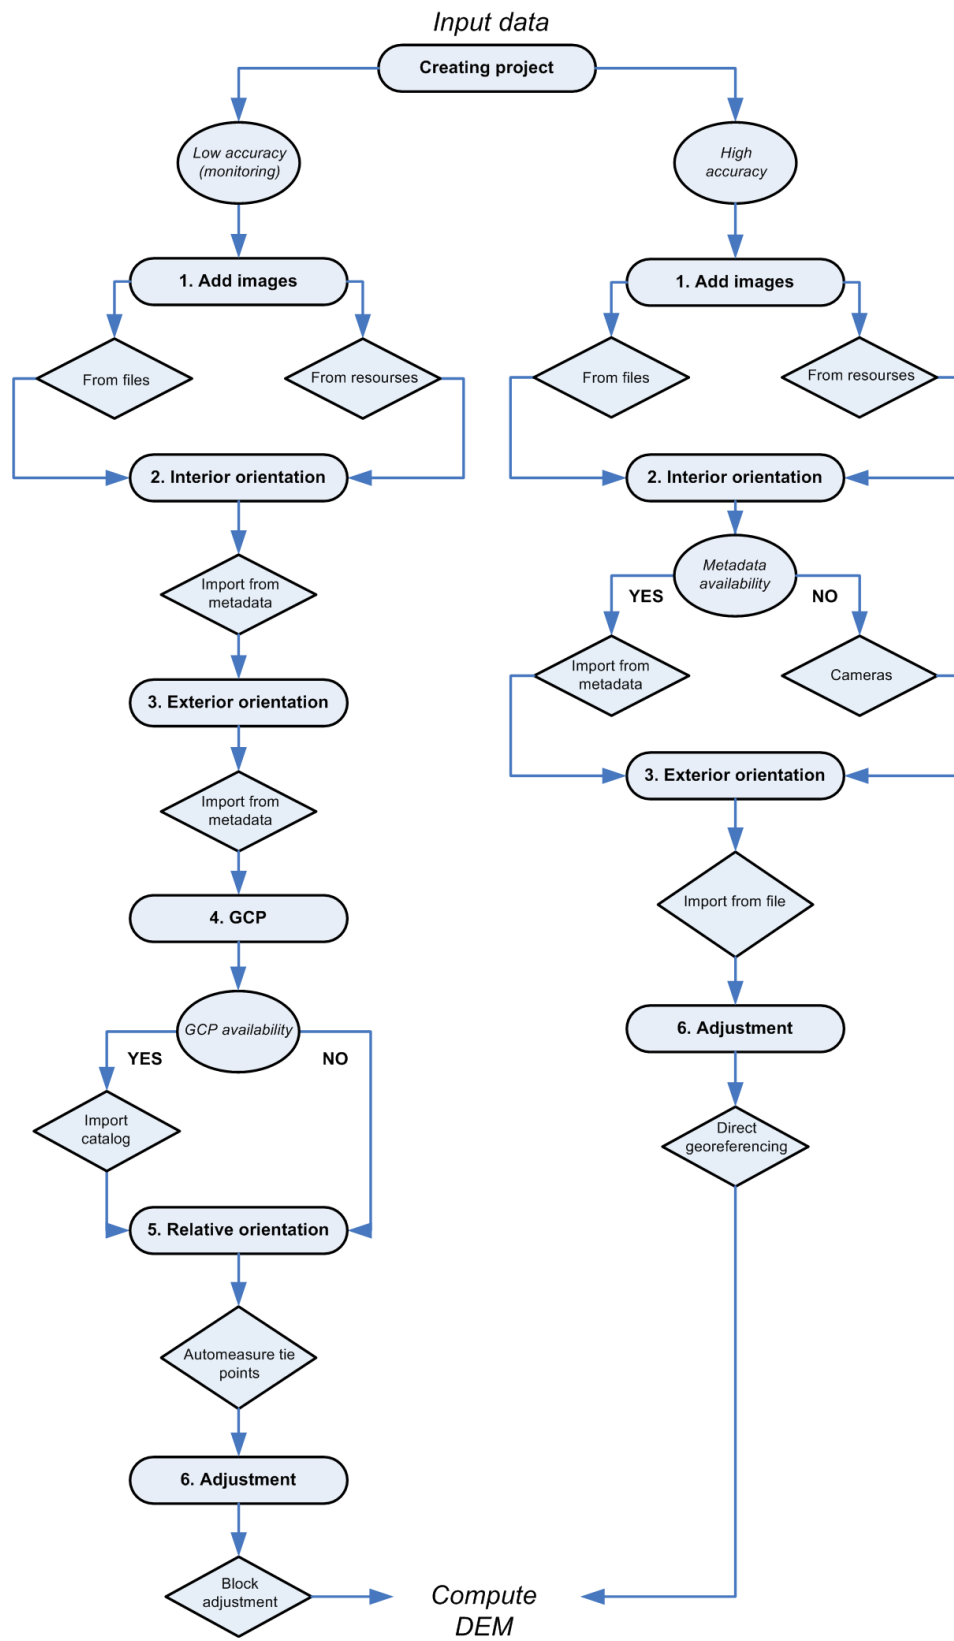 Input data
Creating project
Low accuracy
(monitoring)
High
accuracy
1. Add images
1. Add images
From files
From resourses
From files
From resourses
2. Interior orientation
2. Interior orientation
Metadata
availability
YES
NO
Import from
metadata
Import from
metadata
Cameras
3. Exterior orientation
3. Exterior orientation
Import from
metadata
Import from file
4. GCP
GCP availability
YES
NO
6. Adjustment
Import
catalog
Direct
georeferencing
5. Relative orientation
Automeasure tie
points
6. Adjustment
Block
adjustment
Compute
DEM